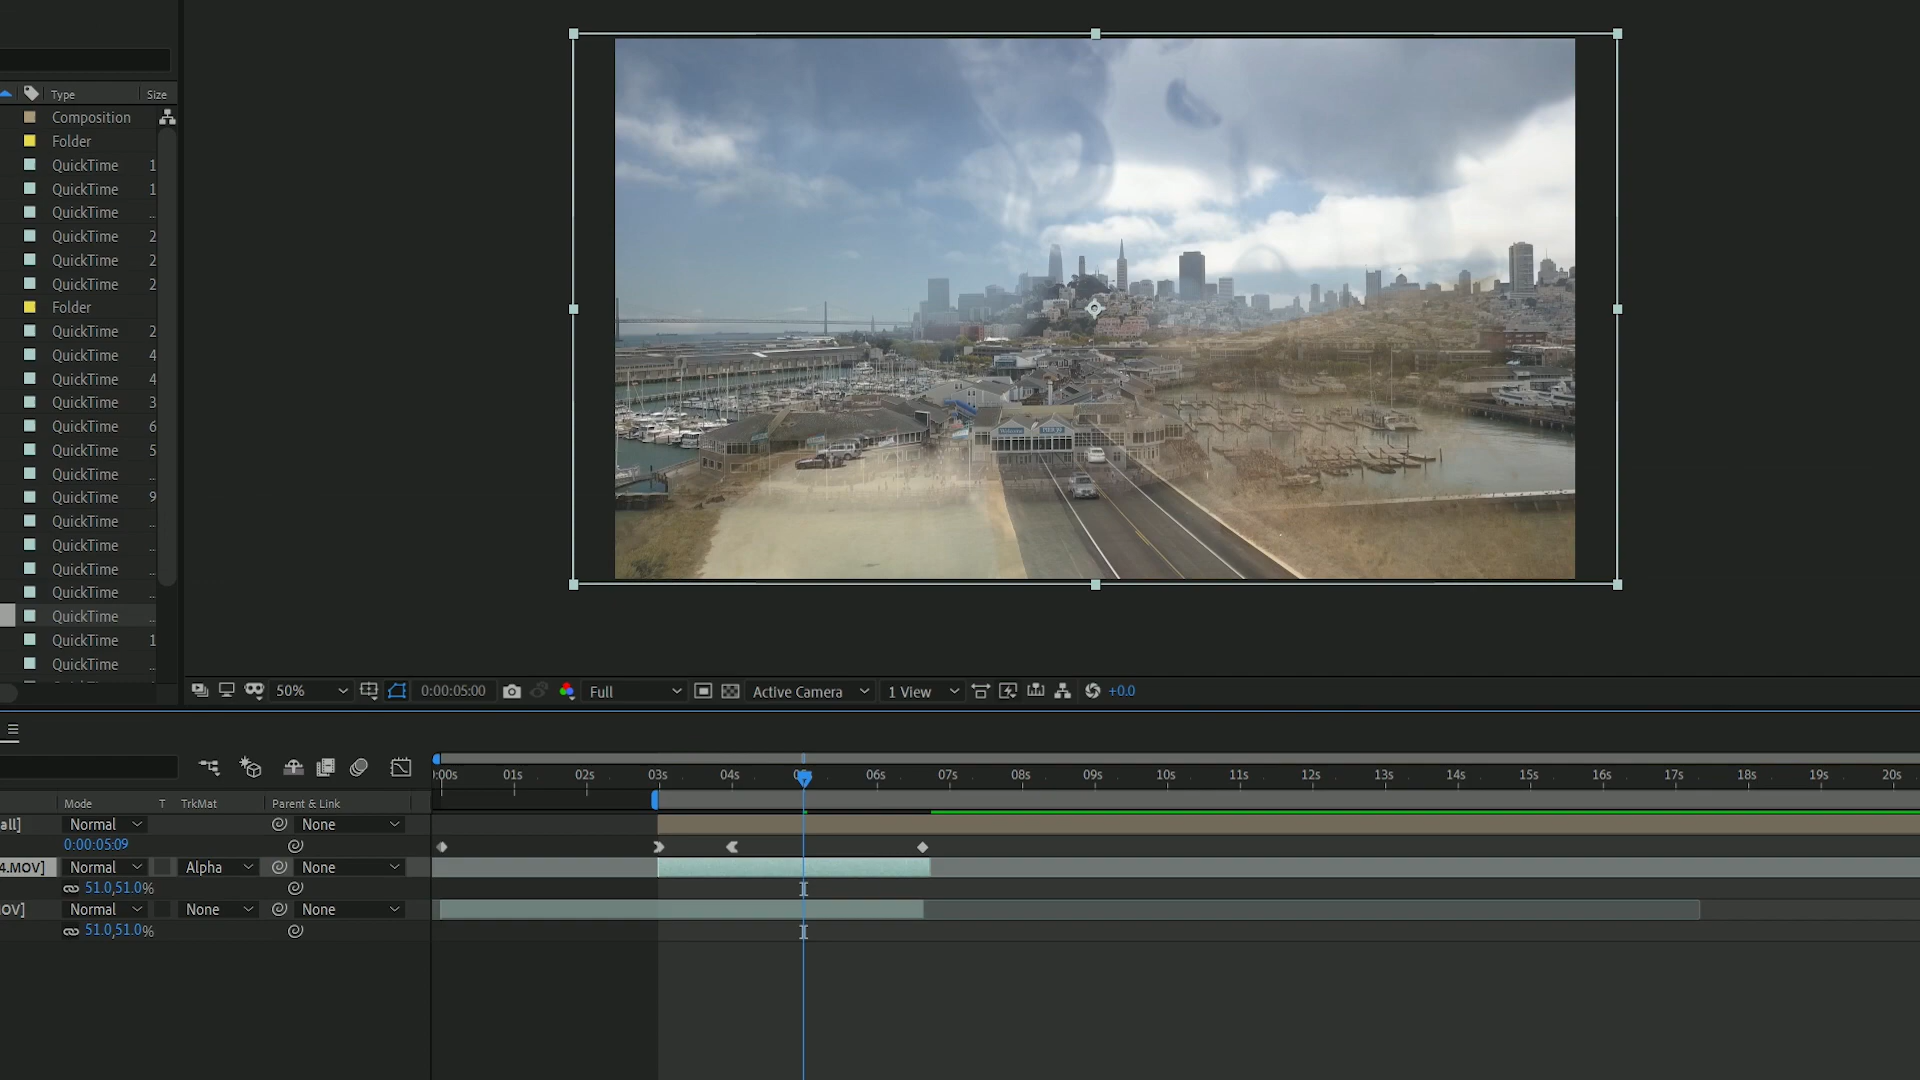 Type Size
Composition
Folder
QuickTime 1
QuickTime 1
QuickTime ...
QuickTime 2
QuickTime 2
QuickTime 2
Folder
QuickTime 2
QuickTime 4
QuickTime 4
QuickTime 3
QuickTime 6
QuickTime 5
QuickTime ...
QuickTime 9
QuickTime ...
QuickTime ...
QuickTime ...
QuickTime ...
QuickTime ...
QuickTime 1
QuickTime ...
Welcome PIER 39
50% 0:00:05:00 Full Active Camera 1 View +0.0
):00s 01s 02s 03s 04s 05s 06s 07s 08s 09s 10s 11s 12s 13s 14s 15s 16s 17s 18s 19s 20s
Mode T TrkMat Parent & Link
all] Normal None
0:00:05:09
4.MOV] Normal Alpha None
51.0,51.0%
OV] Normal None None
51.0,51.0%